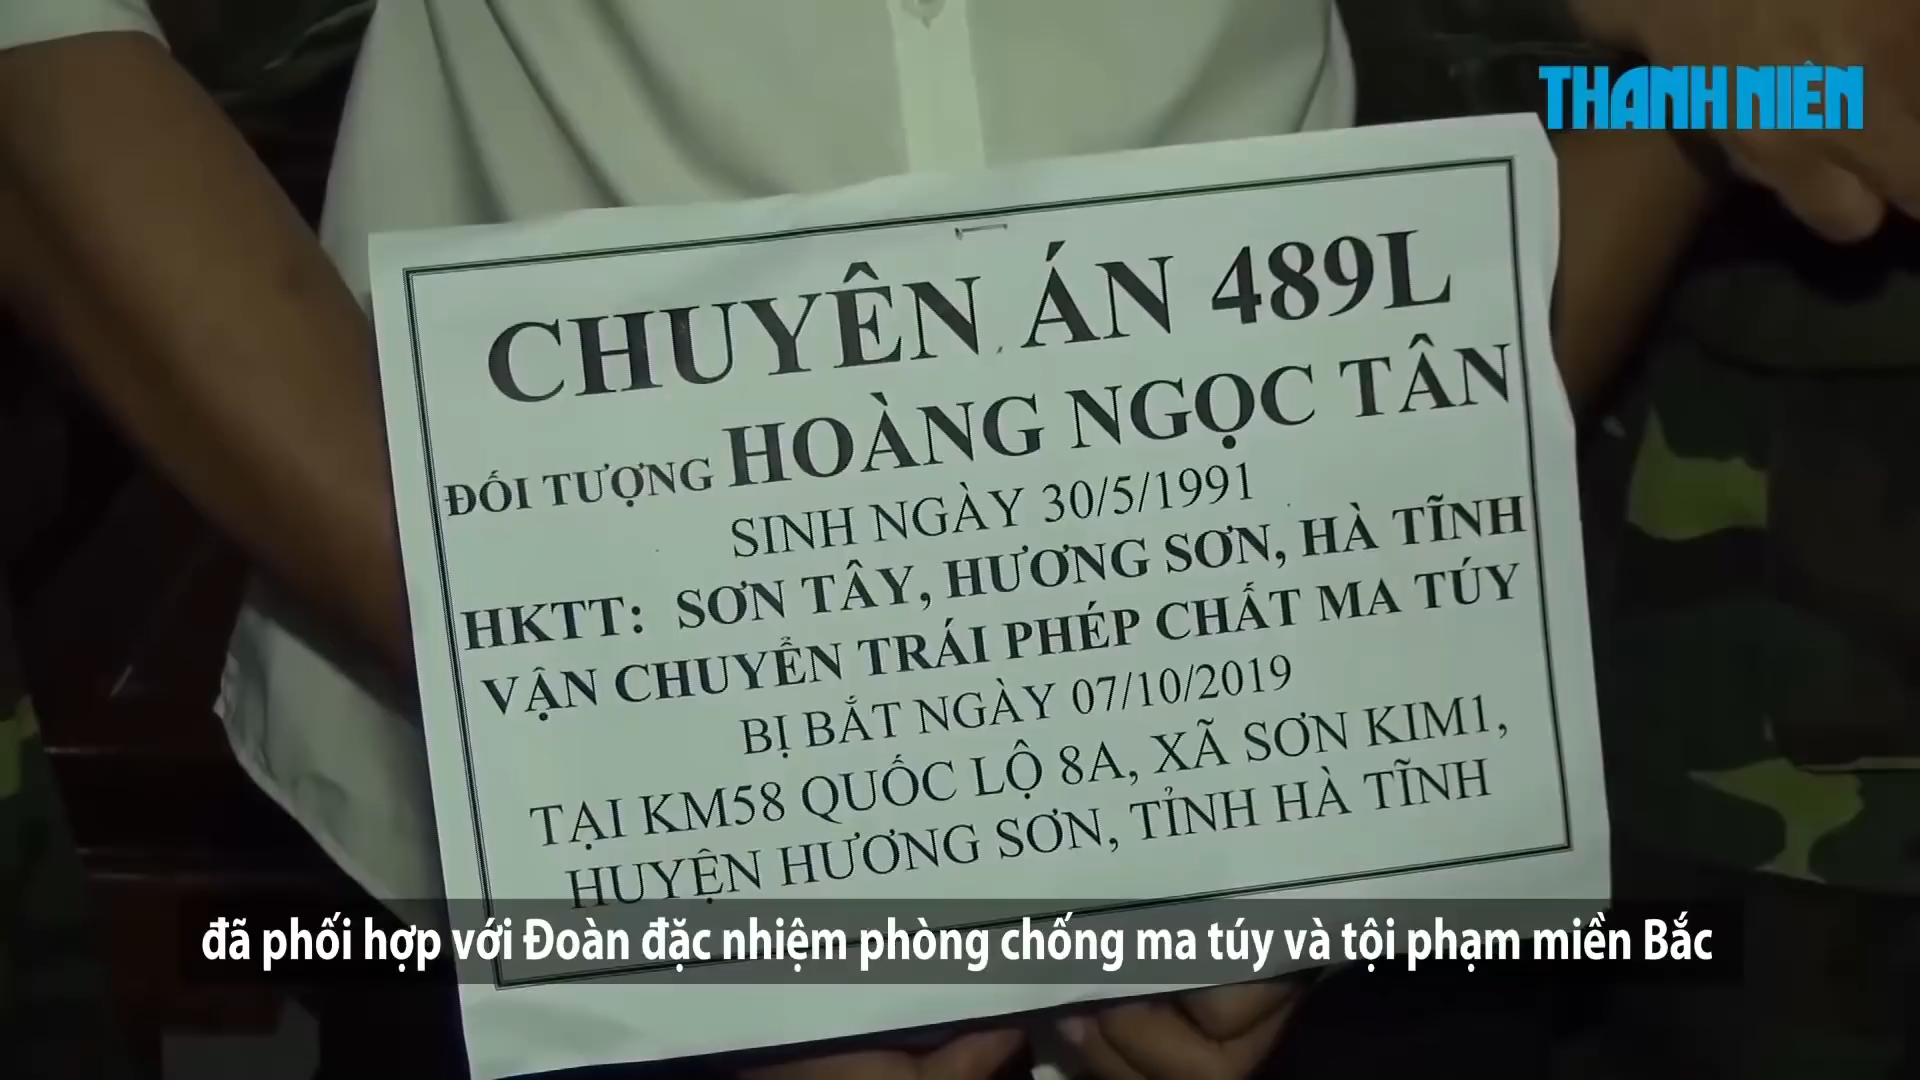 THANH NIÊN
CHUYÊN ÁN 489L
ĐỐI TƯỢNG HOÀNG NGỌC TÂN
SINH NGÀY 30/5/1991
HKTT: SƠN TÂY, HƯƠNG SƠN, HÀ TĨNH
VẬN CHUYỂN TRÁI PHÉP CHẤT MA TÚY
BỊ BẮT NGÀY 07/10/2019
TẠI KM58 QUỐC LỘ 8A, XÃ SƠN KIM1,
HUYỆN HƯƠNG SƠN, TỈNH HÀ TĨNH
đã phối hợp với Đoàn đặc nhiệm phòng chống ma túy và tội phạm miền Bắc